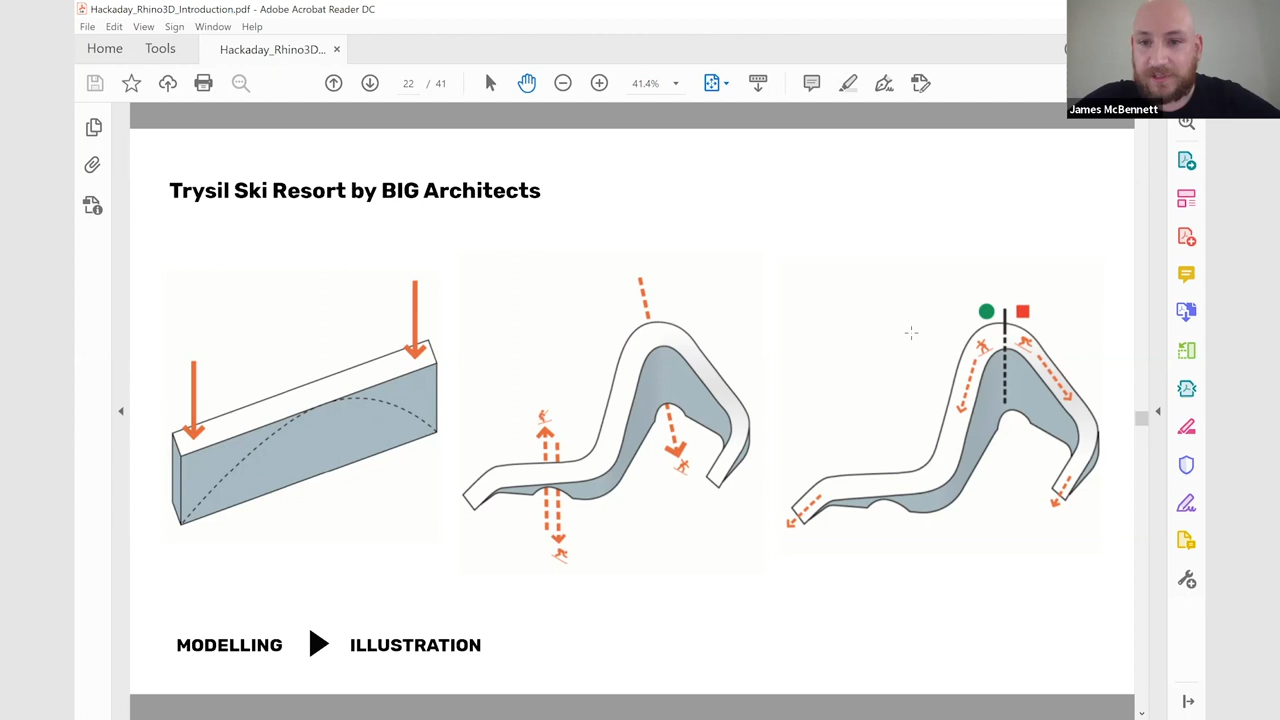 Hackaday_Rhino3D_Introduction.pdf - Adobe Acrobat Reader DC
File Edit View Sign Window Help
Home Tools Hackaday_Rhino3D... ×
22 / 41 41.4%
James McBennett
Trysil Ski Resort by BIG Architects
MODELLING ILLUSTRATION